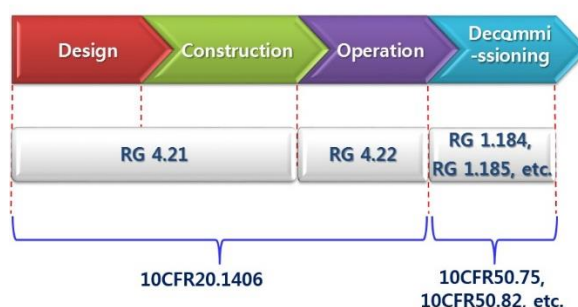 Design
Construction
Operation
Decommi
-ssioning
RG 4.21
RG 4.22
RG 1.184,
RG 1.185, etc.
10CFR20.1406
10CFR50.75,
10CFR50.82, etc.